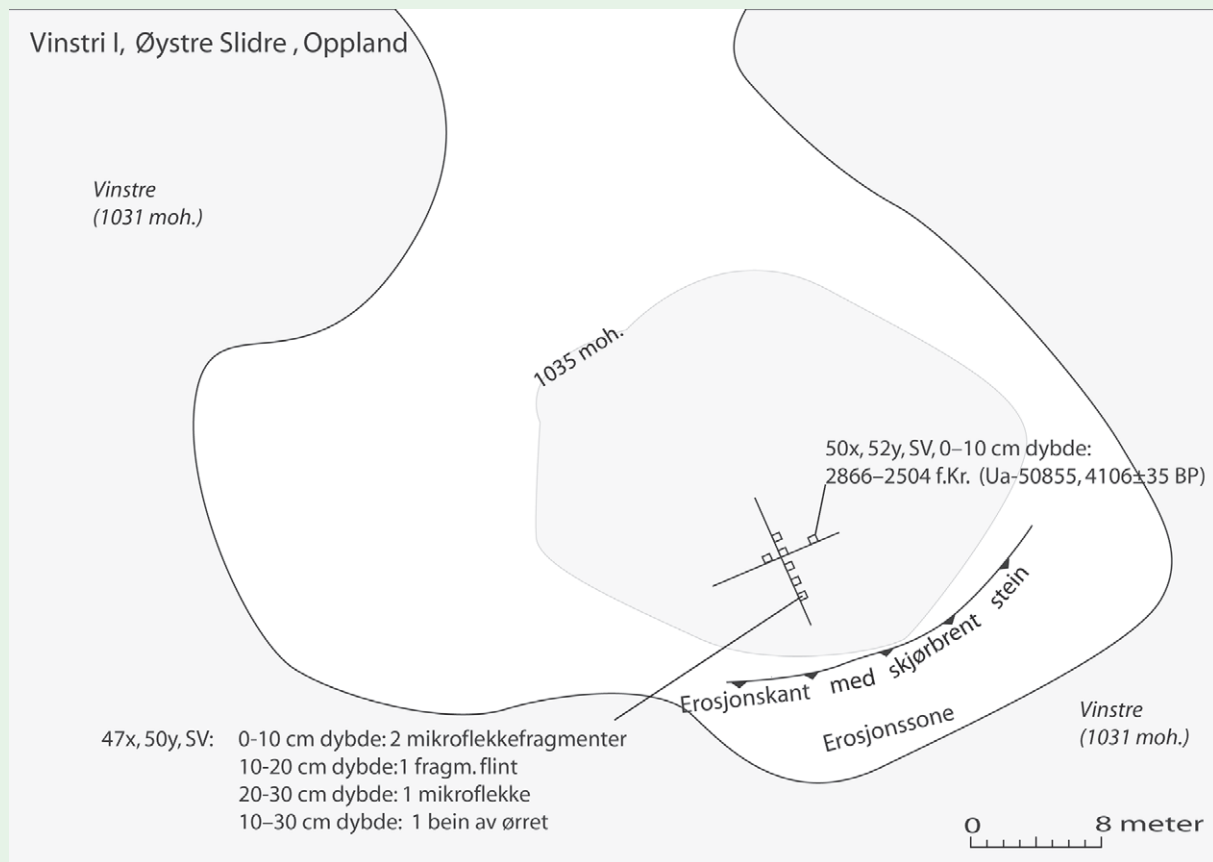 Vinstri I, Øystre Slidre , Oppland
Vinstre
(1031 moh.)
1035 moh.
50x, 52y, SV, 0–10 cm dybde:
2866–2504 f.Kr. (Ua-50855, 4106±35 BP)
Erosjonskant med skjørbrent stein
Erosjonssone
Vinstre
(1031 moh.)
47x, 50y, SV: 0-10 cm dybde: 2 mikroflekkefragmenter
10-20 cm dybde:1 fragm. flint
20-30 cm dybde: 1 mikroflekke
10–30 cm dybde: 1 bein av ørret
0 8 meter